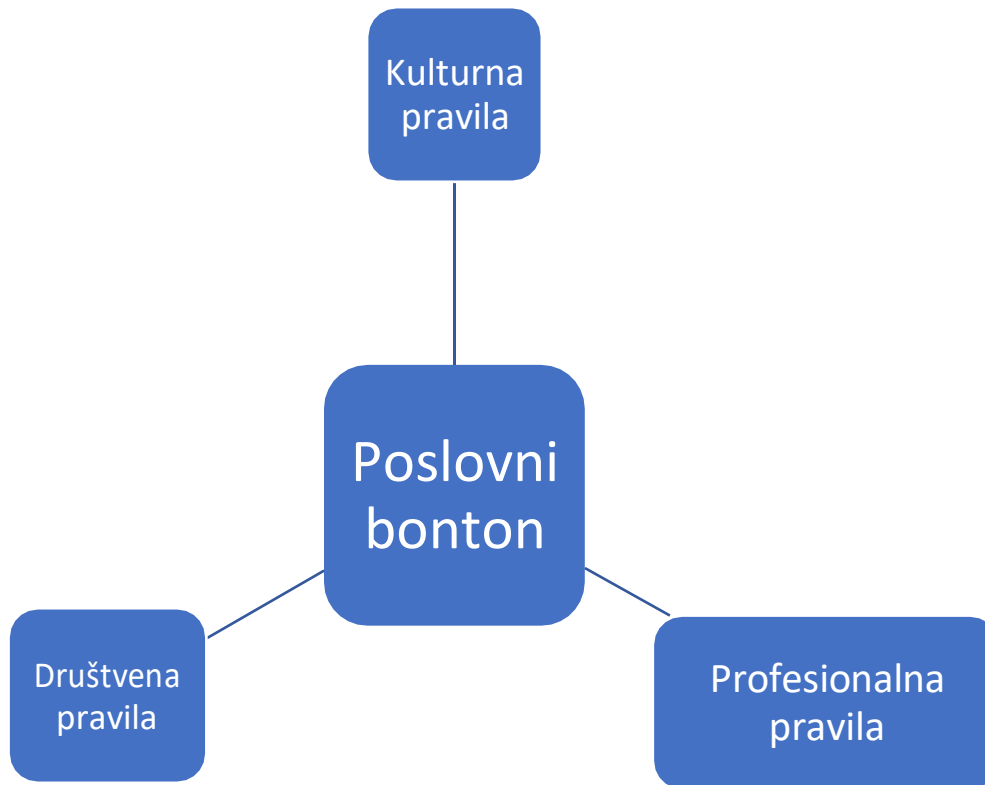 Kulturna
pravila
Poslovni
bonton
Društvena
pravila
Profesionalna
pravila